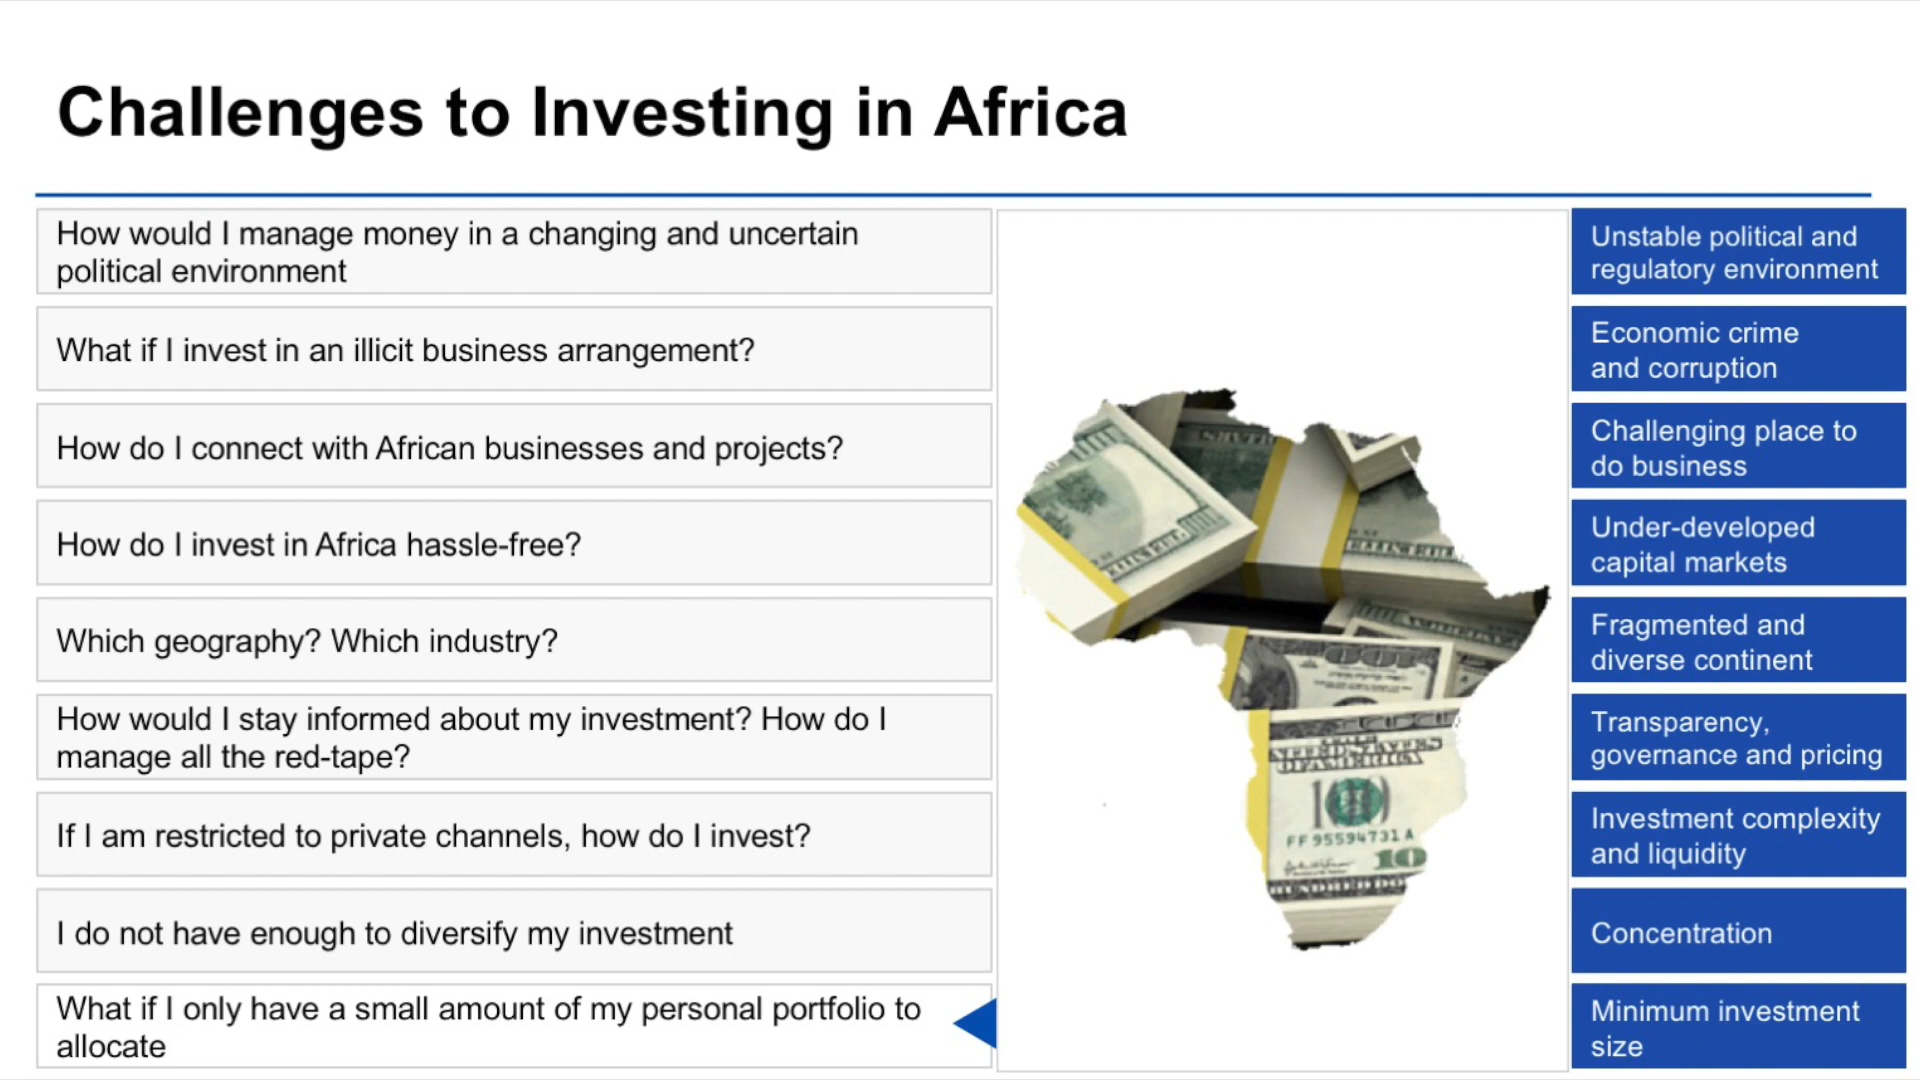 Challenges to Investing in Africa
How would I manage money in a changing and uncertain
political environment
Unstable political and
regulatory environment
What if I invest in an illicit business arrangement?
Economic crime
and corruption
How do I connect with African businesses and projects?
Challenging place to
do business
How do I invest in Africa hassle-free?
Under-developed
capital markets
Which geography? Which industry?
Fragmented and
diverse continent
How would I stay informed about my investment? How do I
manage all the red-tape?
Transparency,
governance and pricing
If I am restricted to private channels, how do I invest?
Investment complexity
and liquidity
I do not have enough to diversify my investment
Concentration
What if I only have a small amount of my personal portfolio to
allocate
Minimum investment
size
100
FF 95594731 A
10